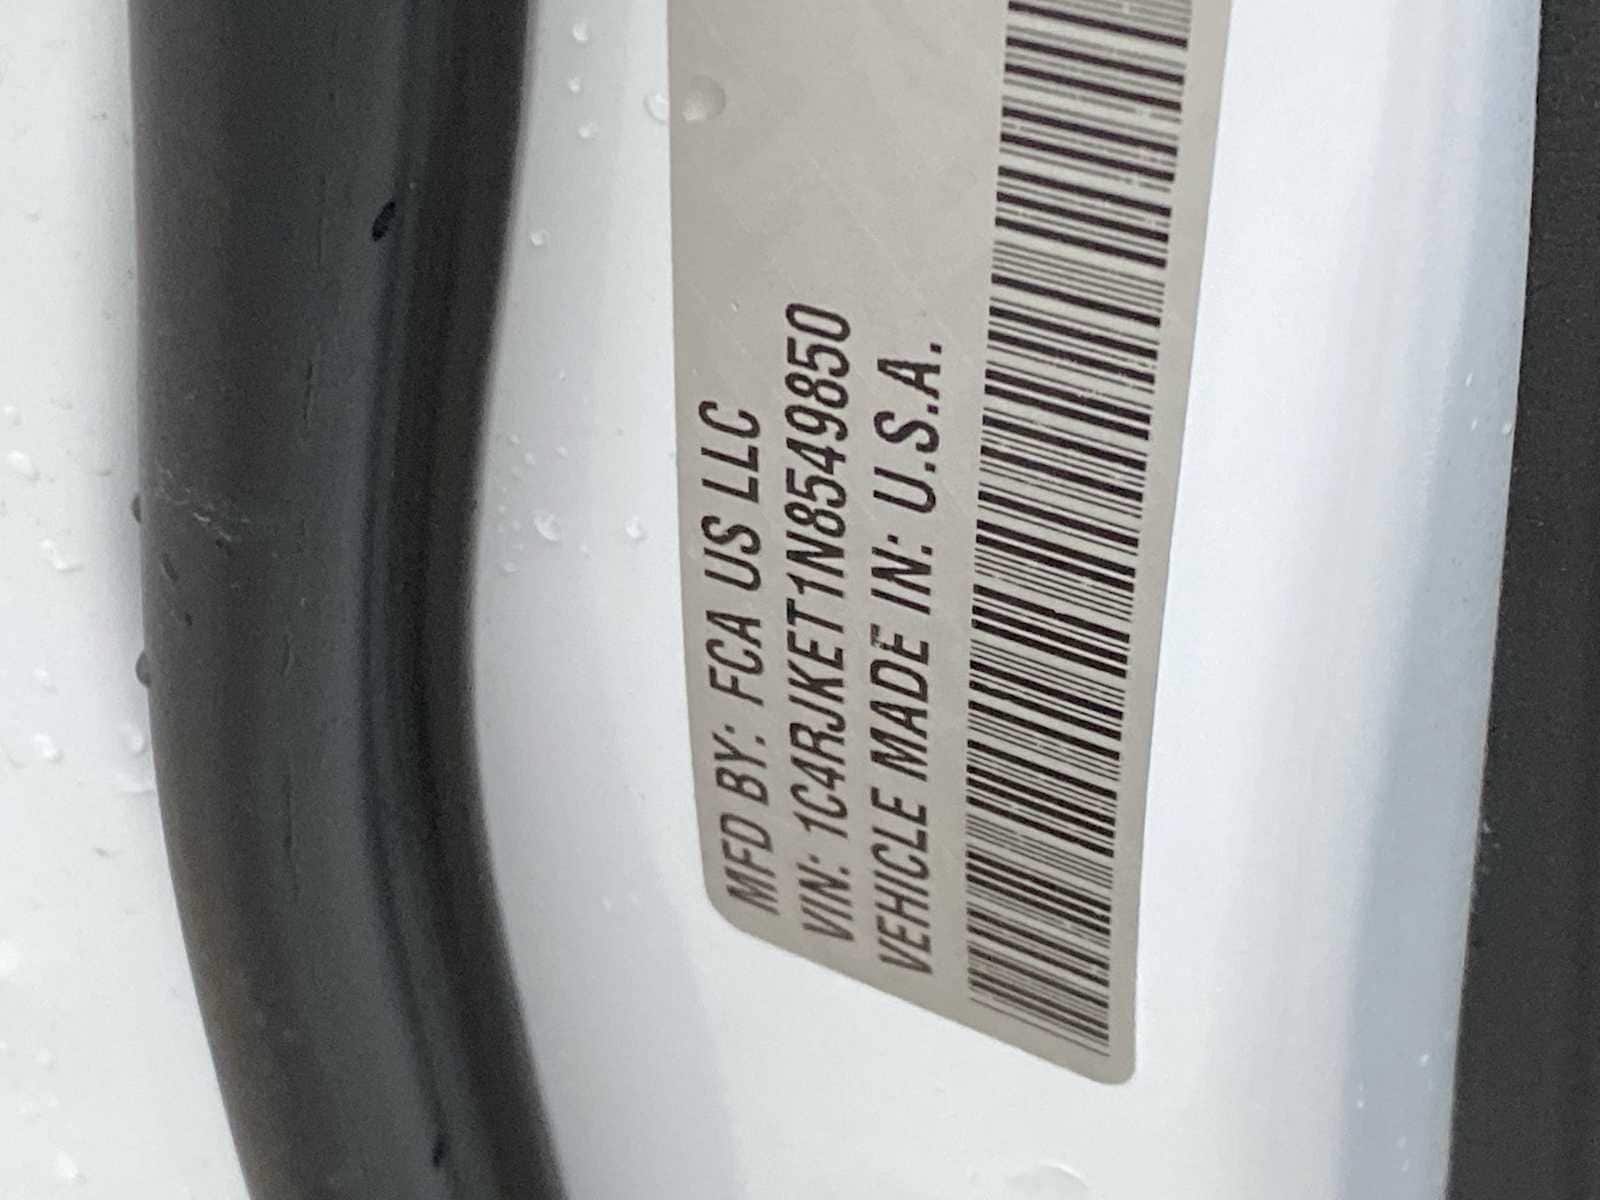 MFD BY: FCA US LLC
VIN: 1C4RJKET1N8549850
VEHICLE MADE IN: U.S.A.